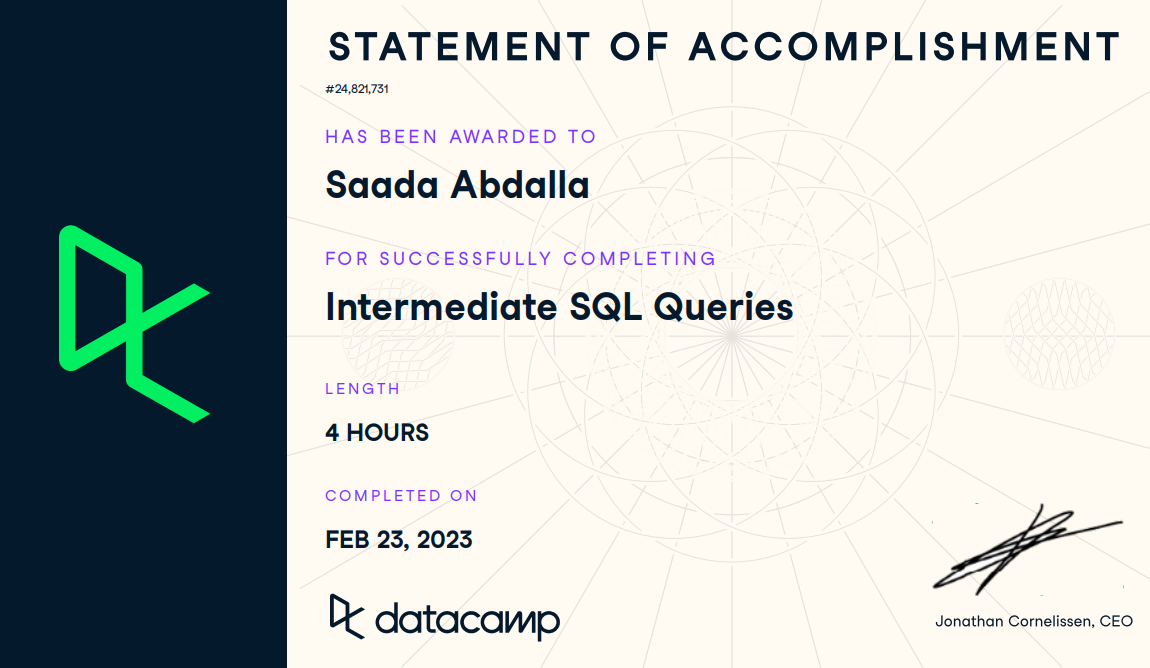 STATEMENT OF ACCOMPLISHMENT
#24,821,731
HAS BEEN AWARDED TO
Saada Abdalla
FOR SUCCESSFULLY COMPLETING
Intermediate SQL Queries
LENGTH
4 HOURS
COMPLETED ON
FEB 23, 2023
datacamp
Jonathan Cornelissen, CEO